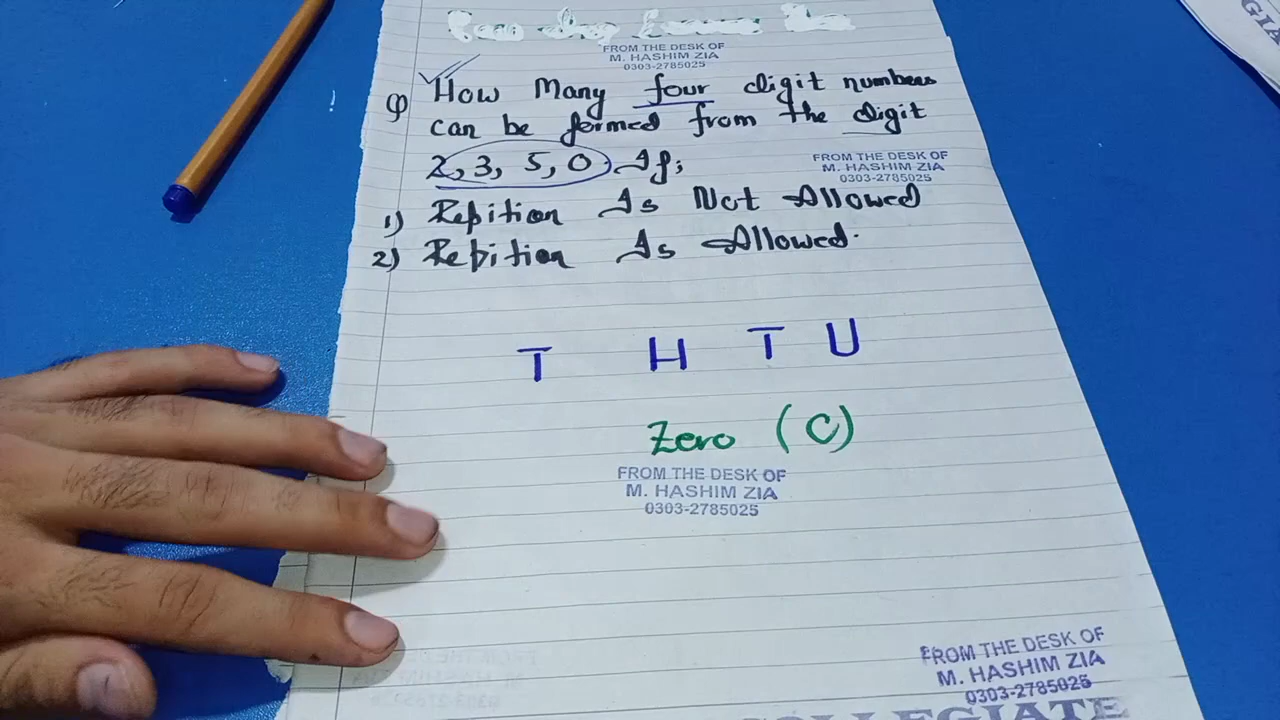 FROM THE DESK OF
M. HASHIM ZIA
0303-2785025
Q How Many four digit numbers
can be formed from the digit
2, 3, 5, 0. If;
FROM THE DESK OF
M. HASHIM ZIA
0303-2785025
1) Repition Is Not Allowed
2) Repition Is Allowed.
T H T U
Zero (C)
FROM THE DESK OF
M. HASHIM ZIA
0303-2785025
FROM THE DESK OF
M. HASHIM ZIA
0303-2785025